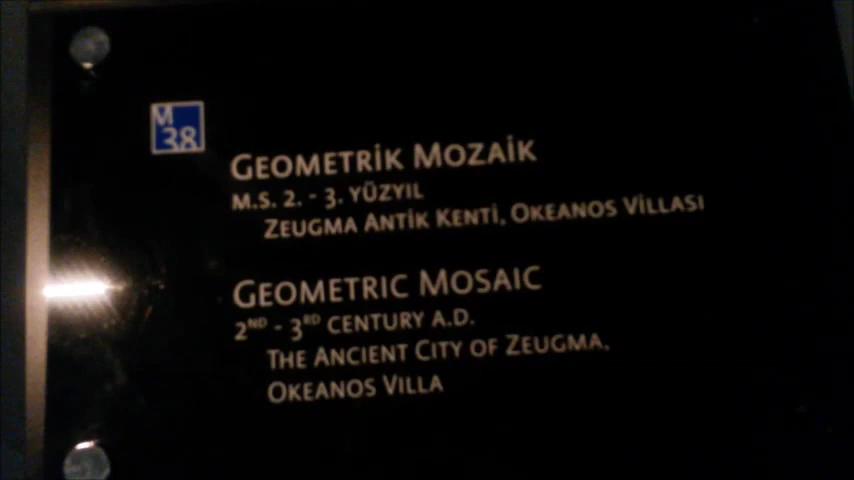 M
38
GEOMETRİK MOZAİK
M.S. 2. - 3. YÜZYIL
ZEUGMA ANTİK KENTİ, OKEANOS VİLLASI
GEOMETRIC MOSAIC
2ND - 3RD CENTURY A.D.
THE ANCIENT CITY OF ZEUGMA,
OKEANOS VILLA